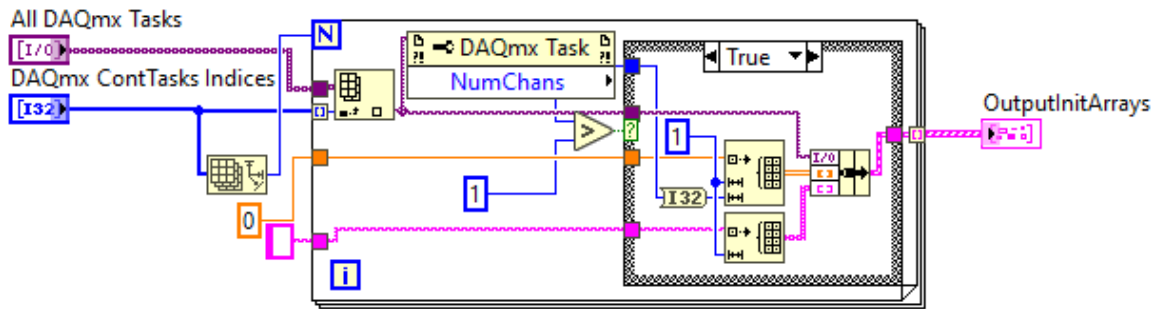 All DAQmx Tasks
[I/O]
DAQmx ContTasks Indices
[I32]
N
DAQmx Task
?!
?!
NumChans
True
?
>
1
1
0
I32
I/O
i
OutputInitArrays